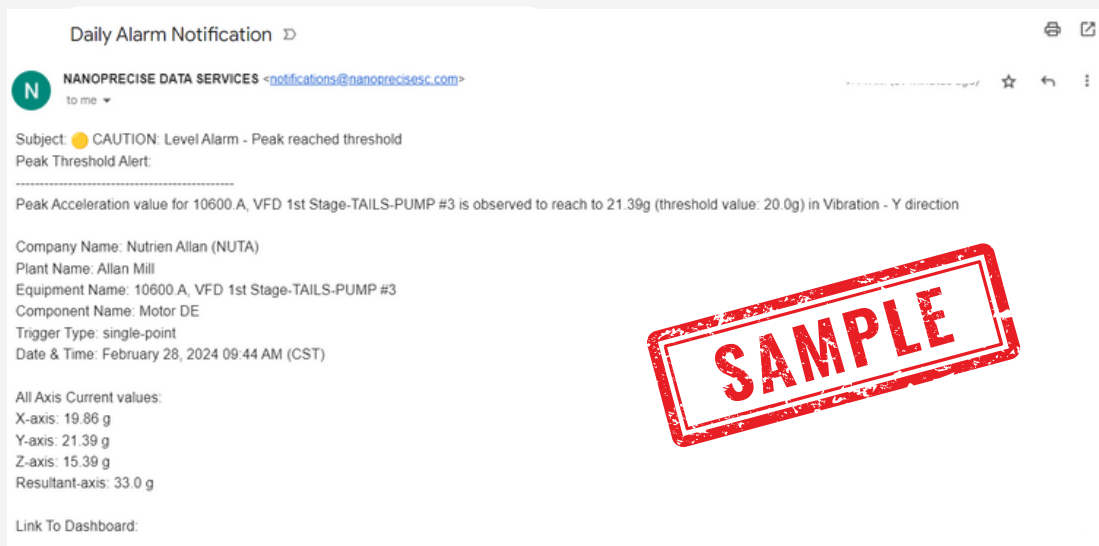 Daily Alarm Notification
N
NANOPRECISE DATA SERVICES <notifications@nanoprecisesc.com>
to me
Subject: 🟡 CAUTION: Level Alarm - Peak reached threshold
Peak Threshold Alert:
----------------------------------------------
Peak Acceleration value for 10600.A, VFD 1st Stage-TAILS-PUMP #3 is observed to reach to 21.39g (threshold value: 20.0g) in Vibration - Y direction
Company Name: Nutrien Allan (NUTA)
Plant Name: Allan Mill
Equipment Name: 10600.A, VFD 1st Stage-TAILS-PUMP #3
Component Name: Motor DE
Trigger Type: single-point
Date & Time: February 28, 2024 09:44 AM (CST)
All Axis Current values:
X-axis: 19.86 g
Y-axis: 21.39 g
Z-axis: 15.39 g
Resultant-axis: 33.0 g
Link To Dashboard:
SAMPLE